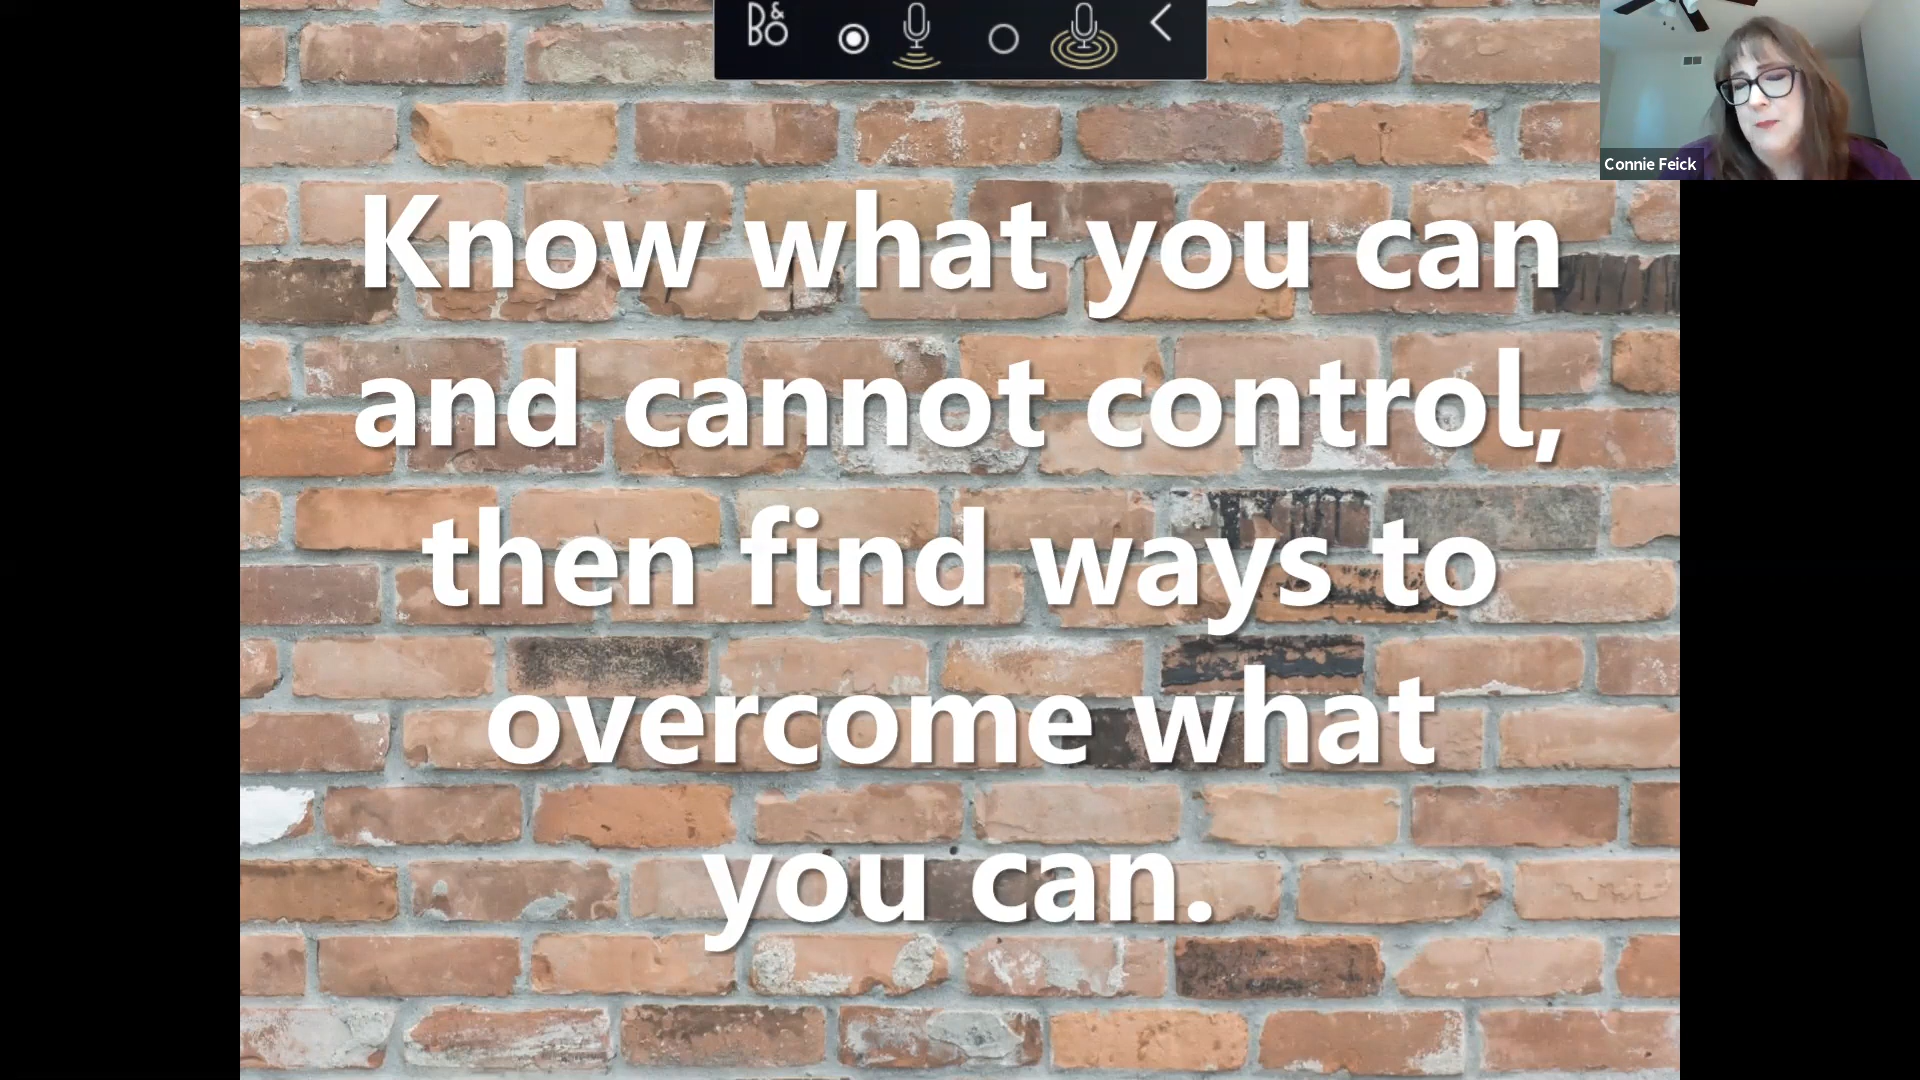 B&O
Connie Feick
Know what you can
and cannot control,
then find ways to
overcome what
you can.